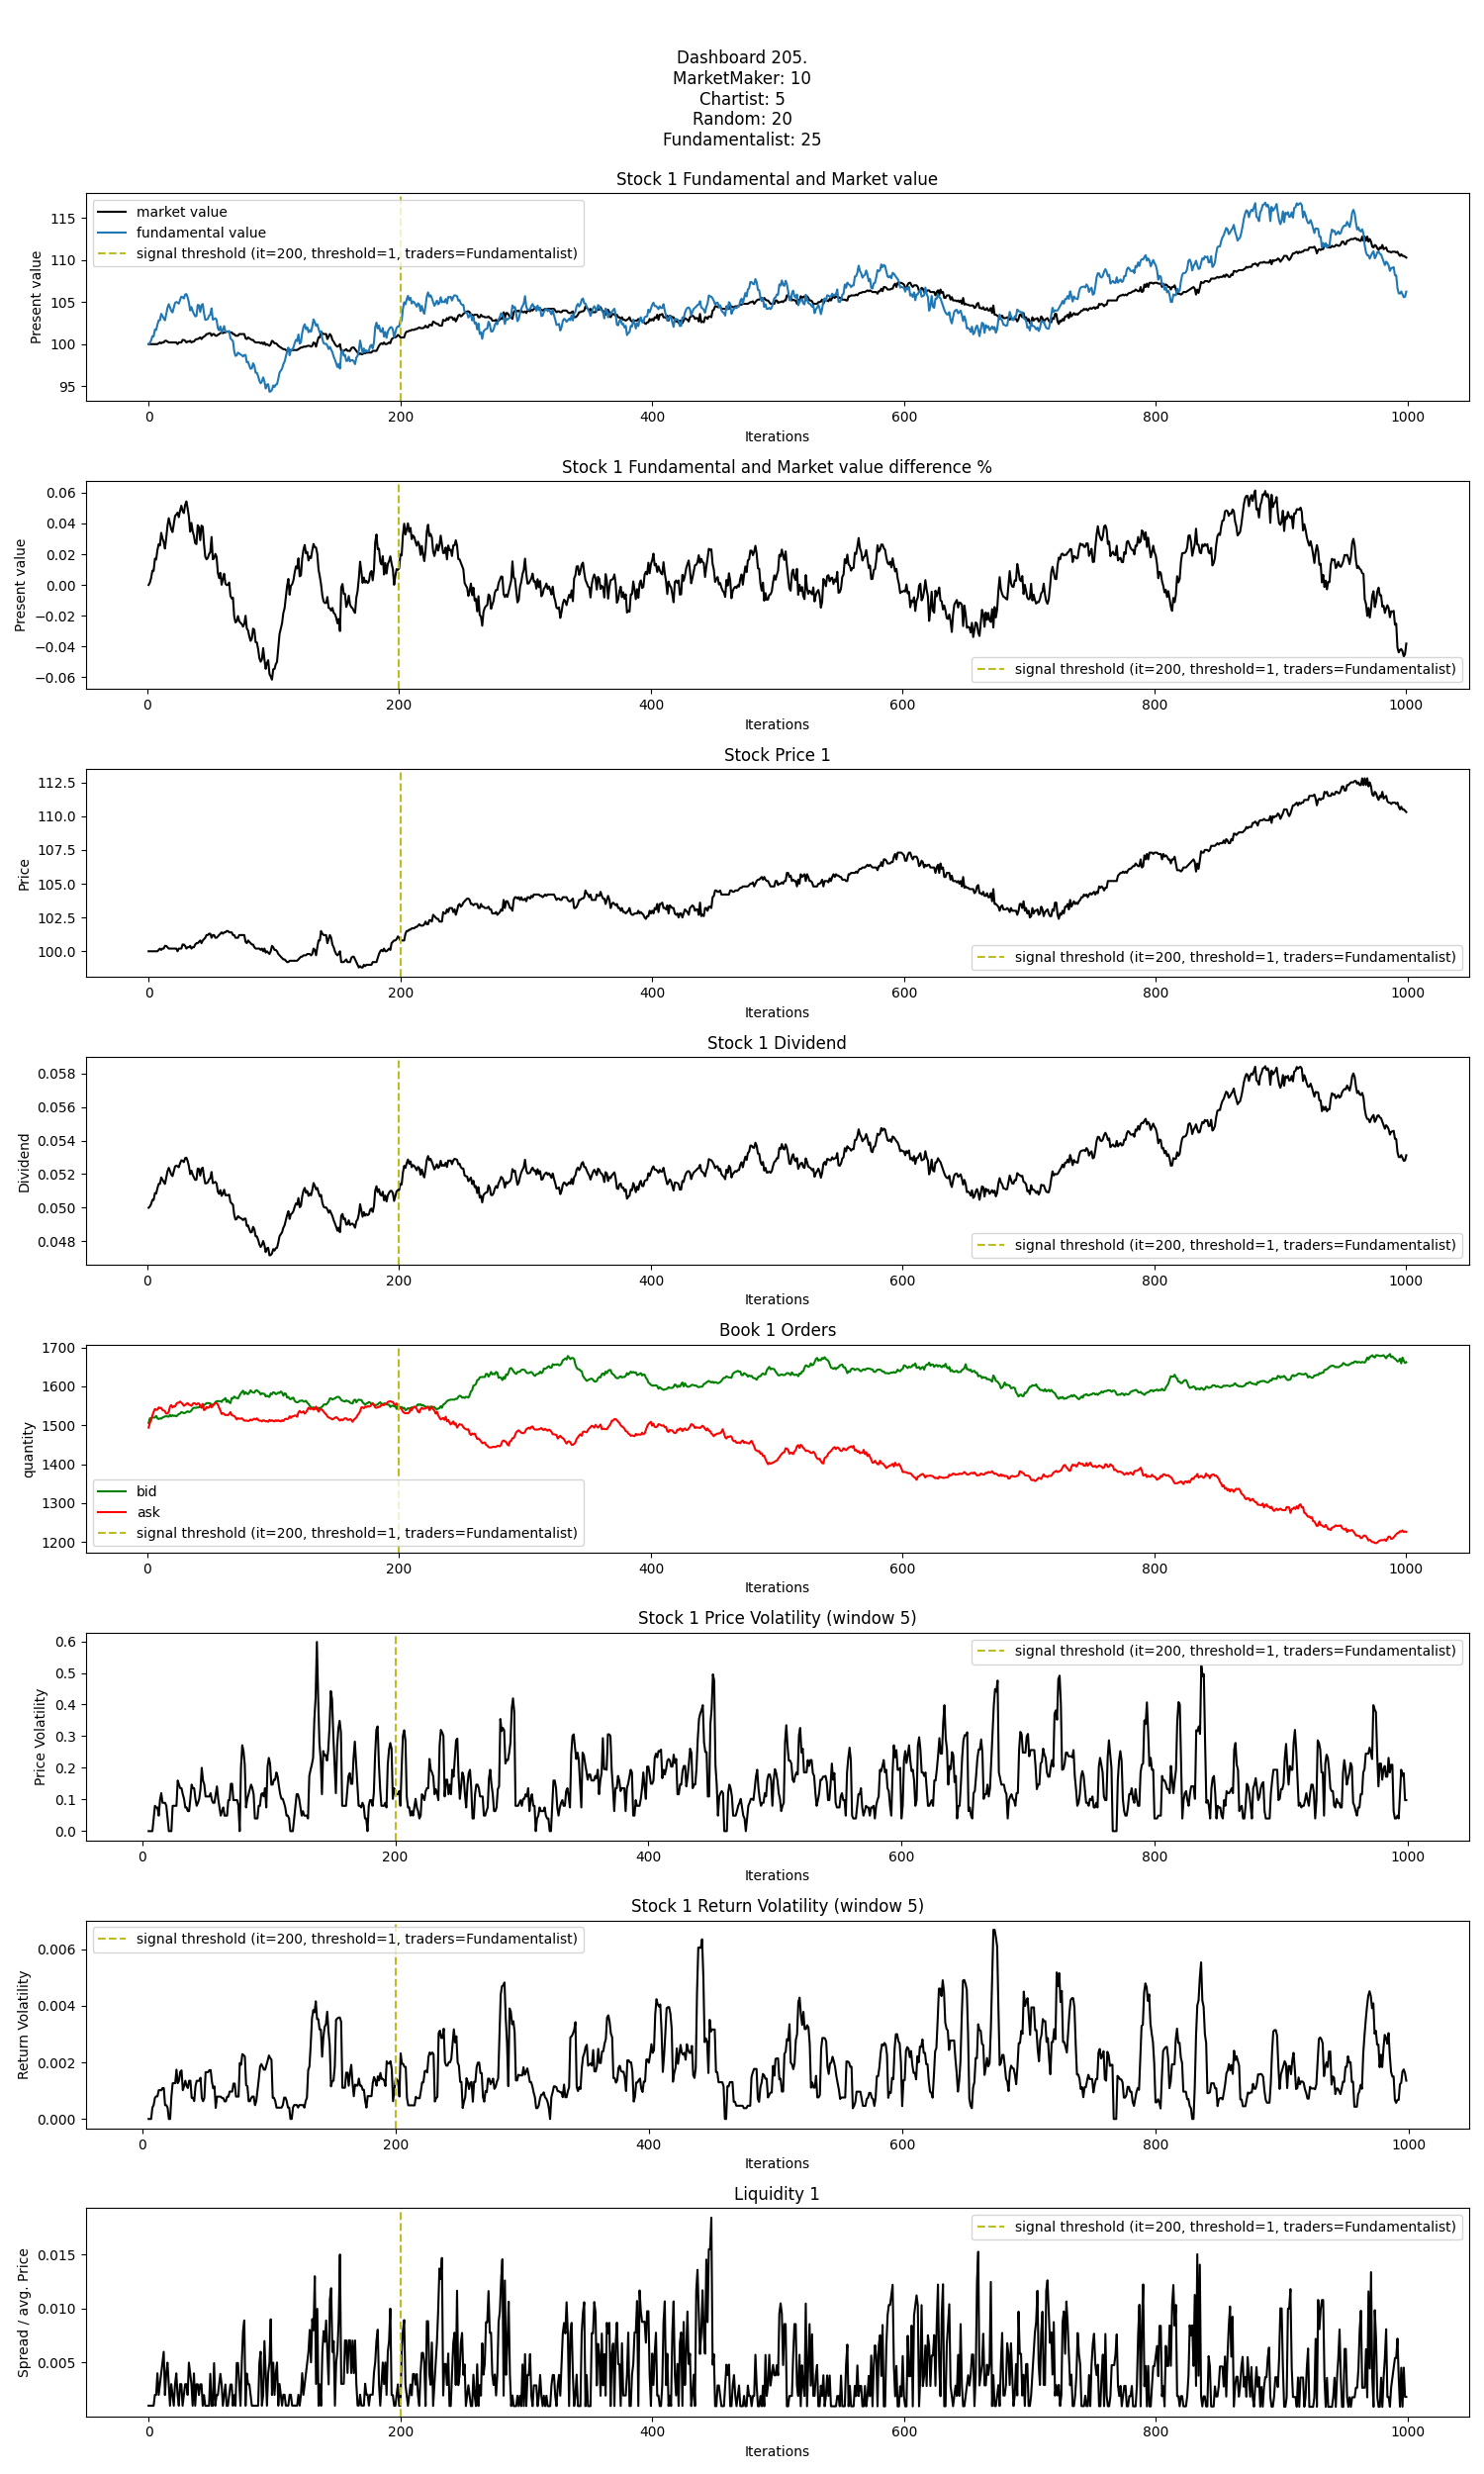 Dashboard 205.
MarketMaker: 10
Chartist: 5
Random: 20
Fundamentalist: 25
Stock 1 Fundamental and Market value
market value
fundamental value
signal threshold (it=200, threshold=1, traders=Fundamentalist)
115
110
105
100
95
Present value
0 200 400 600 800 1000
Iterations
Stock 1 Fundamental and Market value difference %
0.06
0.04
0.02
0.00
−0.02
−0.04
−0.06
Present value
signal threshold (it=200, threshold=1, traders=Fundamentalist)
0 200 400 600 800 1000
Iterations
Stock Price 1
112.5
110.0
107.5
105.0
102.5
100.0
Price
signal threshold (it=200, threshold=1, traders=Fundamentalist)
0 200 400 600 800 1000
Iterations
Stock 1 Dividend
0.058
0.056
0.054
0.052
0.050
0.048
Dividend
signal threshold (it=200, threshold=1, traders=Fundamentalist)
0 200 400 600 800 1000
Iterations
Book 1 Orders
1700
1600
1500
1400
1300
1200
quantity
bid
ask
signal threshold (it=200, threshold=1, traders=Fundamentalist)
0 200 400 600 800 1000
Iterations
Stock 1 Price Volatility (window 5)
signal threshold (it=200, threshold=1, traders=Fundamentalist)
0.6
0.5
0.4
0.3
0.2
0.1
0.0
Price Volatility
0 200 400 600 800 1000
Iterations
Stock 1 Return Volatility (window 5)
signal threshold (it=200, threshold=1, traders=Fundamentalist)
0.006
0.004
0.002
0.000
Return Volatility
0 200 400 600 800 1000
Iterations
Liquidity 1
signal threshold (it=200, threshold=1, traders=Fundamentalist)
0.015
0.010
0.005
Spread / avg. Price
0 200 400 600 800 1000
Iterations